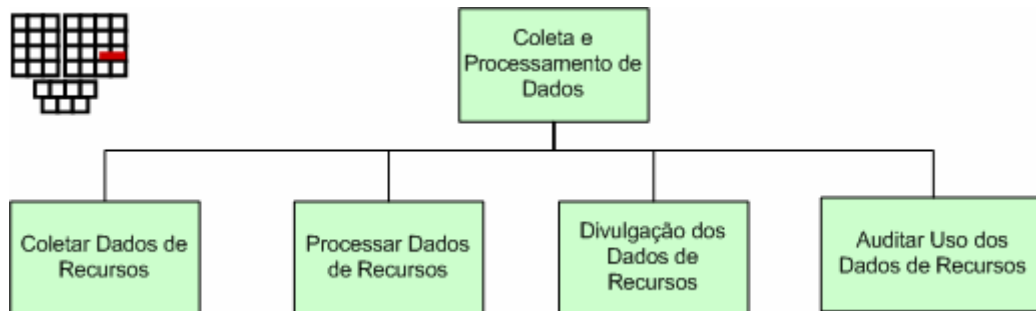 Coleta e
Processamento de
Dados
Coletar Dados de
Recursos
Processar Dados
de Recursos
Divulgação dos
Dados de
Recursos
Auditar Uso dos
Dados de Recursos